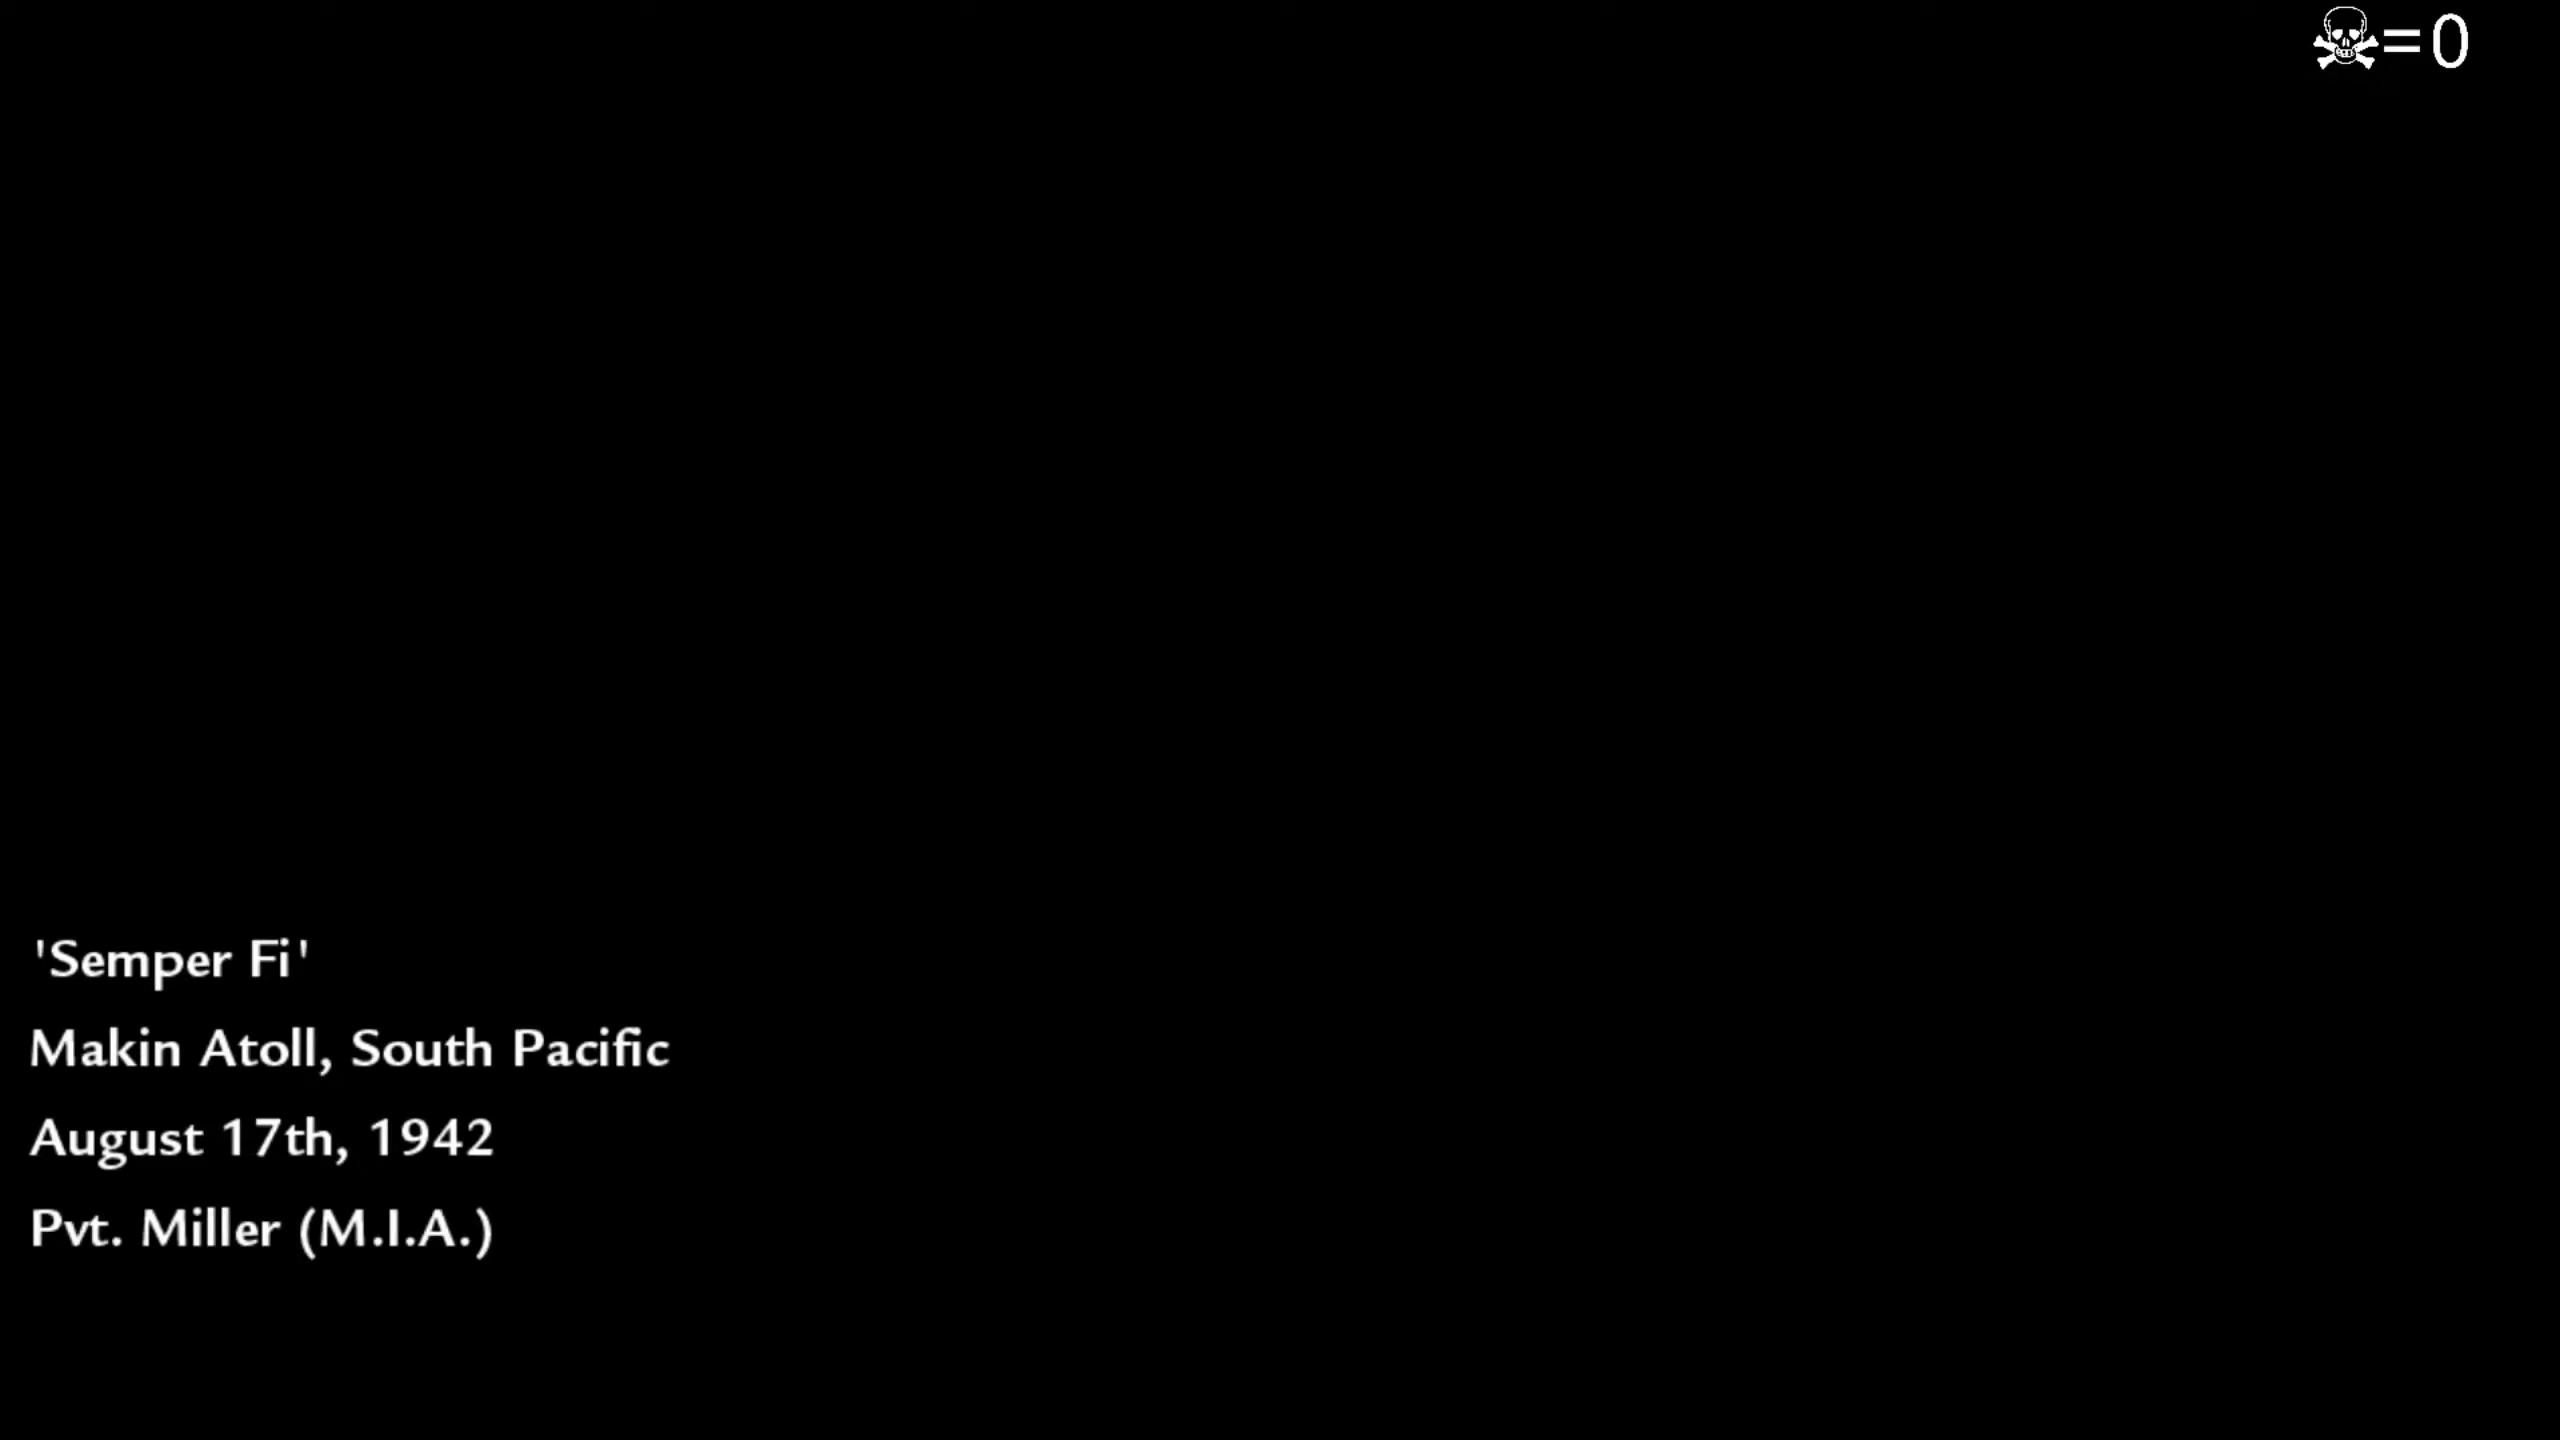 ☠=0
'Semper Fi'
Makin Atoll, South Pacific
August 17th, 1942
Pvt. Miller (M.I.A.)